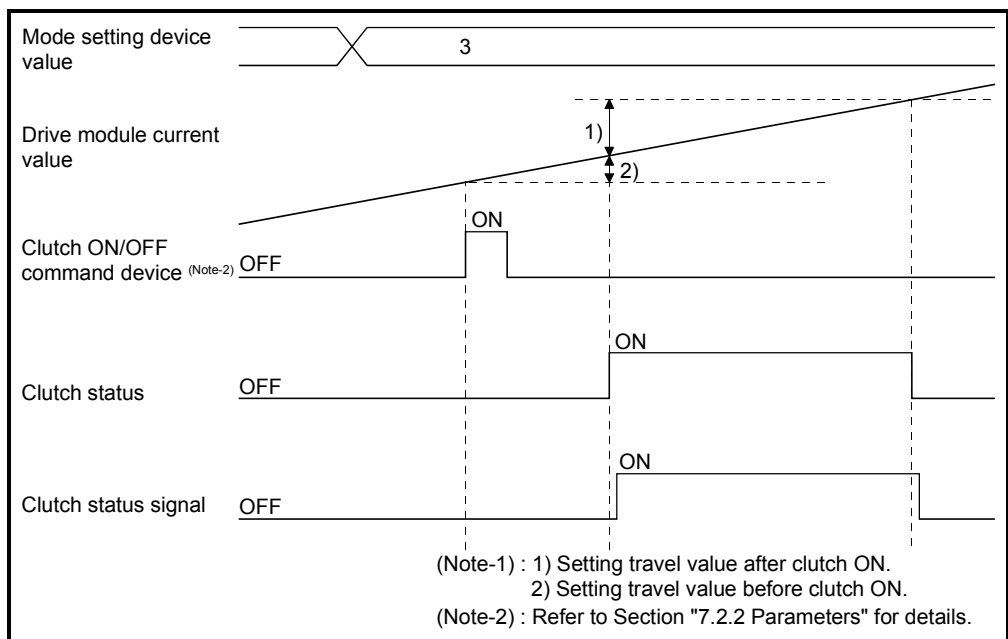 Mode setting device
value
3
Drive module current
value
1)
2)
Clutch ON/OFF
command device (Note-2)
OFF
ON
Clutch status
OFF
ON
Clutch status signal
OFF
ON
(Note-1) : 1) Setting travel value after clutch ON.
2) Setting travel value before clutch ON.
(Note-2) : Refer to Section "7.2.2 Parameters" for details.